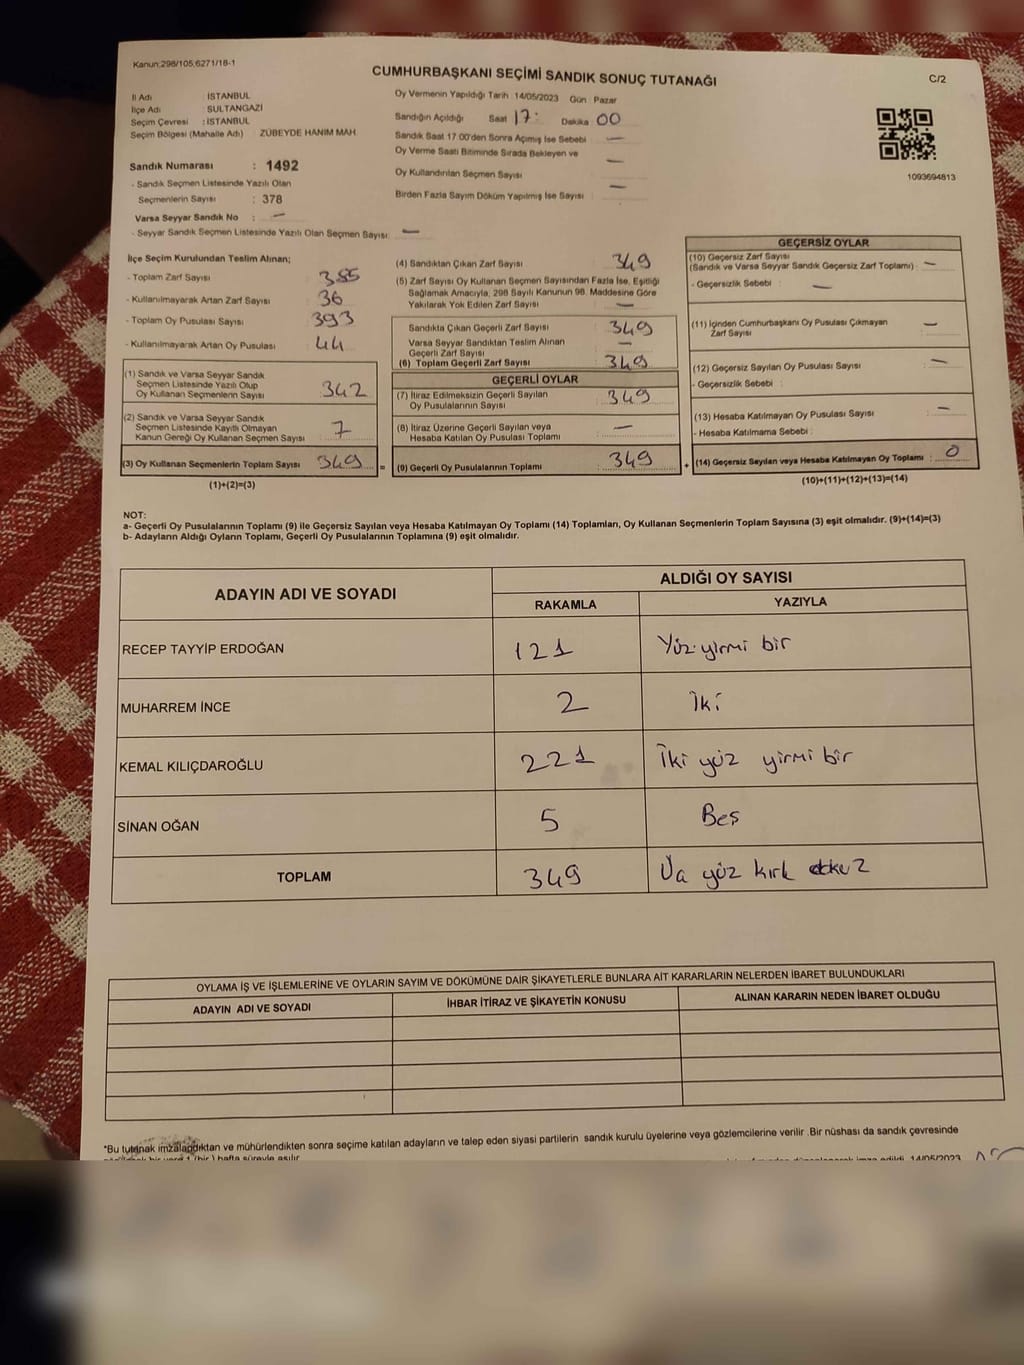 Kanun:298/105;6271/18-1
CUMHURBAŞKANI SEÇİMİ SANDIK SONUÇ TUTANAĞI
C/2
İl Adı : İSTANBUL
İlçe Adı : SULTANGAZİ
Seçim Çevresi : İSTANBUL
Seçim Bölgesi (Mahalle Adı) : ZÜBEYDE HANIM MAH.
Sandık Numarası : 1492
- Sandık Seçmen Listesinde Yazılı Olan
Seçmenlerin Sayısı : 378
Varsa Seyyar Sandık No : —
- Seyyar Sandık Seçmen Listesinde Yazılı Olan Seçmen Sayısı: —
Oy Vermenin Yapıldığı Tarih :14/05/2023 Gün : Pazar
Sandığın Açıldığı Saat 17: Dakika 00
Sandık Saat 17:00'den Sonra Açılmış İse Sebebi : —
Oy Verme Saati Bitiminde Sırada Bekleyen ve
Oy Kullandırılan Seçmen Sayısı —
Birden Fazla Sayım Döküm Yapılmış İse Sayısı : —
1093694813
İlçe Seçim Kurulundan Teslim Alınan;
- Toplam Zarf Sayısı 385
- Kullanılmayarak Artan Zarf Sayısı : 36
- Toplam Oy Pusulası Sayısı : 393
- Kullanılmayarak Artan Oy Pusulası : 44
(1) Sandık ve Varsa Seyyar Sandık
Seçmen Listesinde Yazılı Olup
Oy Kullanan Seçmenlerin Sayısı : 342
(2) Sandık ve Varsa Seyyar Sandık
Seçmen Listesinde Kayıtlı Olmayan
Kanun Gereği Oy Kullanan Seçmen Sayısı : 7
(3) Oy Kullanan Seçmenlerin Toplam Sayısı : 349 =
(1)+(2)=(3)
(4) Sandıktan Çıkan Zarf Sayısı : 349
(5) Zarf Sayısı Oy Kullanan Seçmen Sayısından Fazla İse, Eşitliği
Sağlamak Amacıyla, 298 Sayılı Kanunun 98. Maddesine Göre
Yakılarak Yok Edilen Zarf Sayısı : —
Sandıkta Çıkan Geçerli Zarf Sayısı : 349
Varsa Seyyar Sandıktan Teslim Alınan
Geçerli Zarf Sayısı : —
(6) Toplam Geçerli Zarf Sayısı : 349
GEÇERLİ OYLAR
(7) İtiraz Edilmeksizin Geçerli Sayılan
Oy Pusulalarının Sayısı : 349
(8) İtiraz Üzerine Geçerli Sayılan veya
Hesaba Katılan Oy Pusulası Toplamı : —
(9) Geçerli Oy Pusulalarının Toplamı : 349 +
GEÇERSİZ OYLAR
(10) Geçersiz Zarf Sayısı
(Sandık ve Varsa Seyyar Sandık Geçersiz Zarf Toplamı) : —
- Geçersizlik Sebebi : —
(11) İçinden Cumhurbaşkanı Oy Pusulası Çıkmayan
Zarf Sayısı : —
(12) Geçersiz Sayılan Oy Pusulası Sayısı : —
- Geçersizlik Sebebi :
(13) Hesaba Katılmayan Oy Pusulası Sayısı : —
- Hesaba Katılmama Sebebi :
(14) Geçersiz Sayılan veya Hesaba Katılmayan Oy Toplamı : 0
(10)+(11)+(12)+(13)=(14)
NOT:
a- Geçerli Oy Pusulalarının Toplamı (9) ile Geçersiz Sayılan veya Hesaba Katılmayan Oy Toplamı (14) Toplamları, Oy Kullanan Seçmenlerin Toplam Sayısına (3) eşit olmalıdır. (9)+(14)=(3)
b- Adayların Aldığı Oyların Toplamı, Geçerli Oy Pusulalarının Toplamına (9) eşit olmalıdır.
ADAYIN ADI VE SOYADI
ALDIĞI OY SAYISI
RAKAMLA YAZIYLA
RECEP TAYYİP ERDOĞAN 121 Yüz yirmi bir
MUHARREM İNCE 2 İki
KEMAL KILIÇDAROĞLU 221 İki yüz yirmi bir
SİNAN OĞAN 5 Beş
TOPLAM 349 yüz kırk
OYLAMA İŞ VE İŞLEMLERİNE VE OYLARIN SAYIM VE DÖKÜMÜNE DAİR ŞİKAYETLERLE BUNLARA AİT KARARLARIN NELERDEN İBARET BULUNDUKLARI
ADAYIN ADI VE SOYADI İHBAR İTİRAZ VE ŞİKAYETİN KONUSU ALINAN KARARIN NEDEN İBARET OLDUĞU
*Bu tutanak imzalandıktan ve mühürlendikten sonra seçime katılan adayların ve talep eden siyasi partilerin sandık kurulu üyelerine veya gözlemcilerine verilir .Bir nüshası da sandık çevresinde